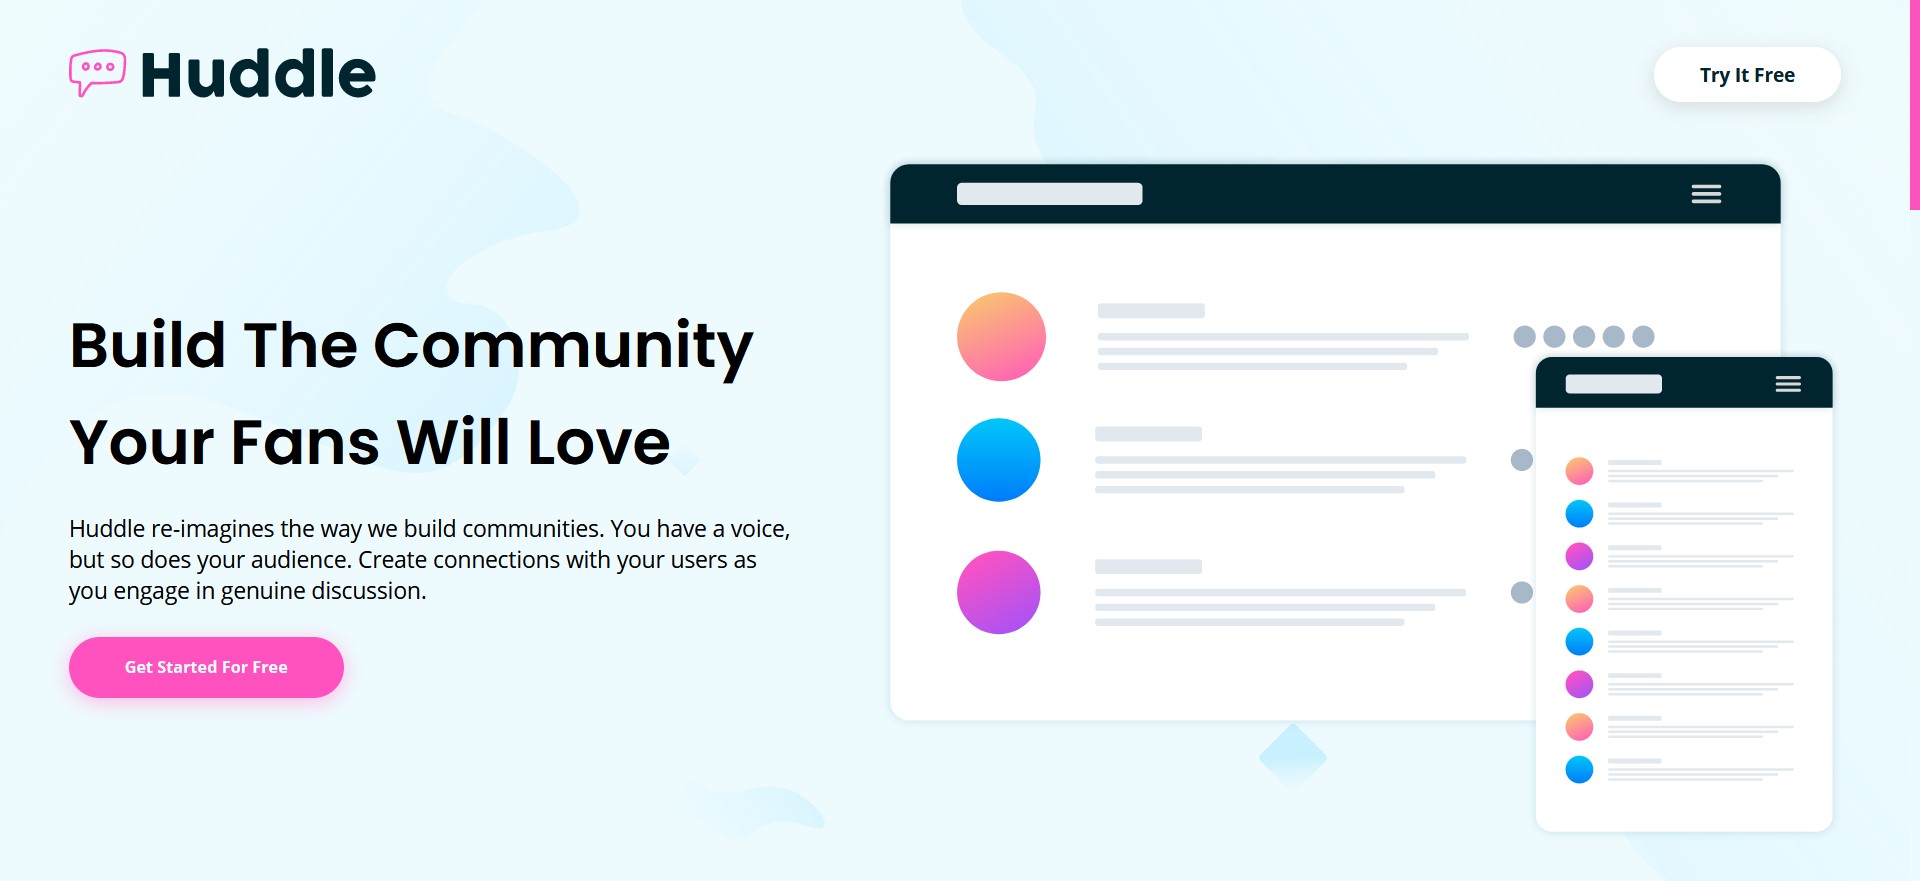 Huddle
Try It Free
Build The Community
Your Fans Will Love
Huddle re-imagines the way we build communities. You have a voice,
but so does your audience. Create connections with your users as
you engage in genuine discussion.
Get Started For Free